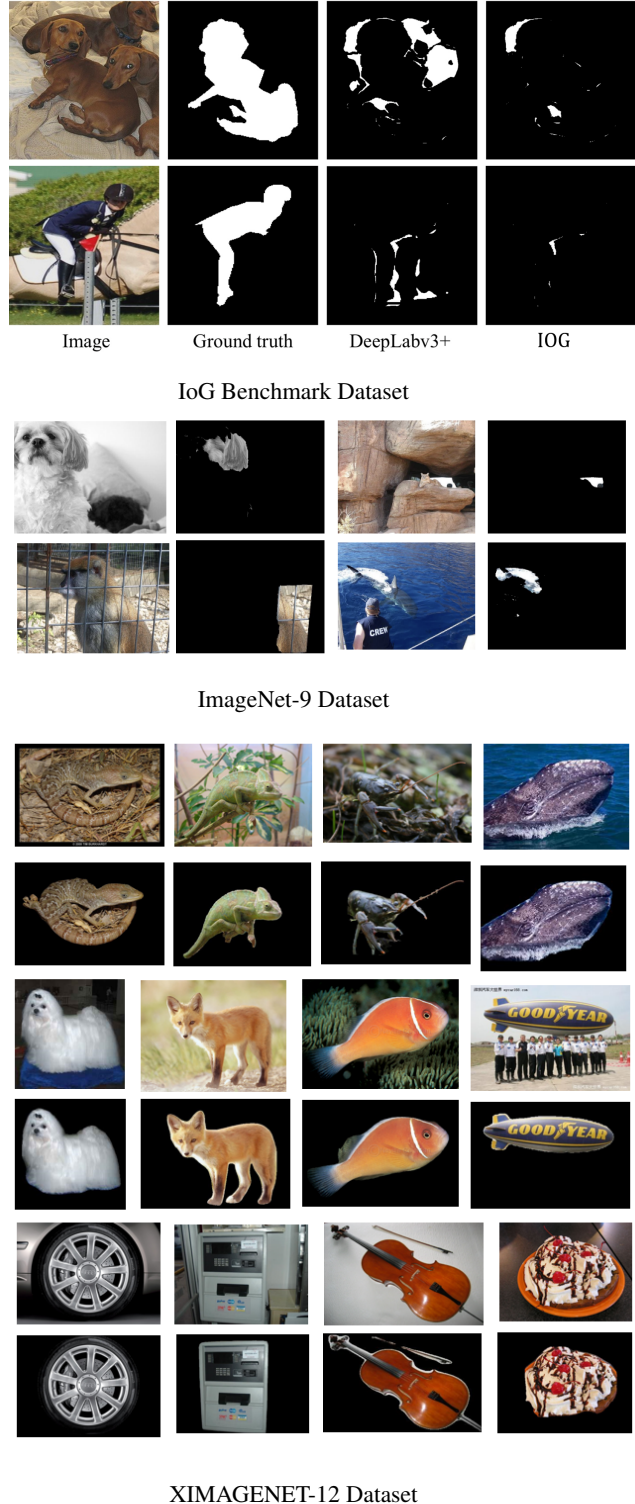 Image Ground truth DeepLabv3+ IOG
IoG Benchmark Dataset
CREW
ImageNet-9 Dataset
GOODYEAR
GOODYEAR
XIMAGENET-12 Dataset